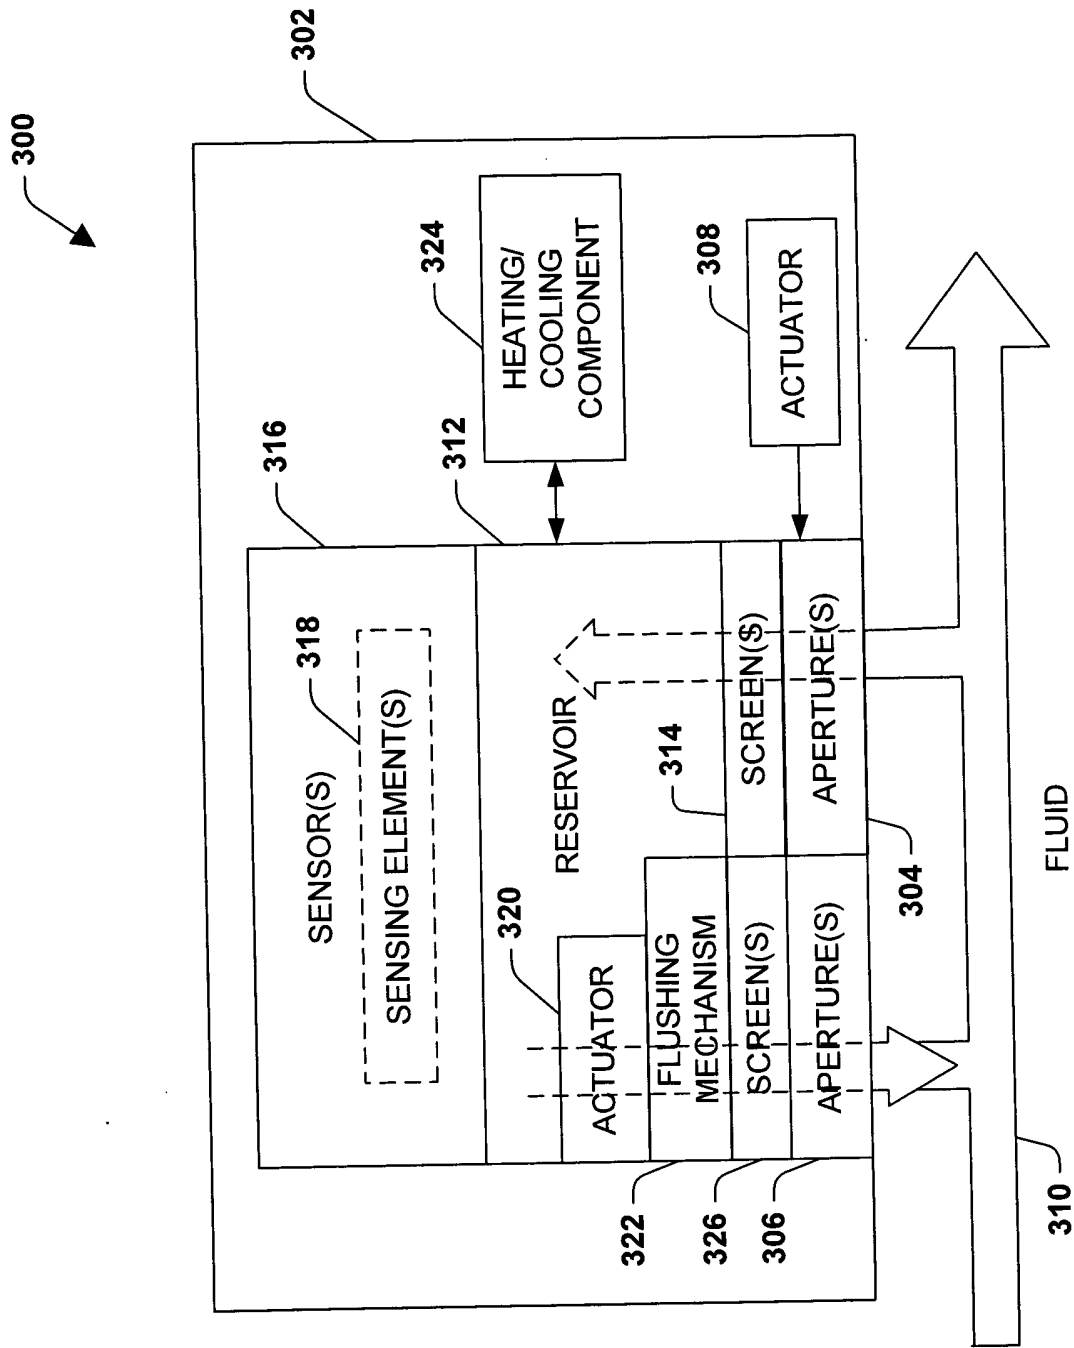 300
302
316
SENSOR(S)
318
SENSING ELEMENT(S)
312
324
HEATING/
COOLING
COMPONENT
RESERVOIR
320
ACTUATOR
314
308
ACTUATOR
322
FLUSHING
MECHANISM
SCREEN(S)
SCREEN(S)
326
APERTURE(S)
APERTURE(S)
306
304
310
FLUID